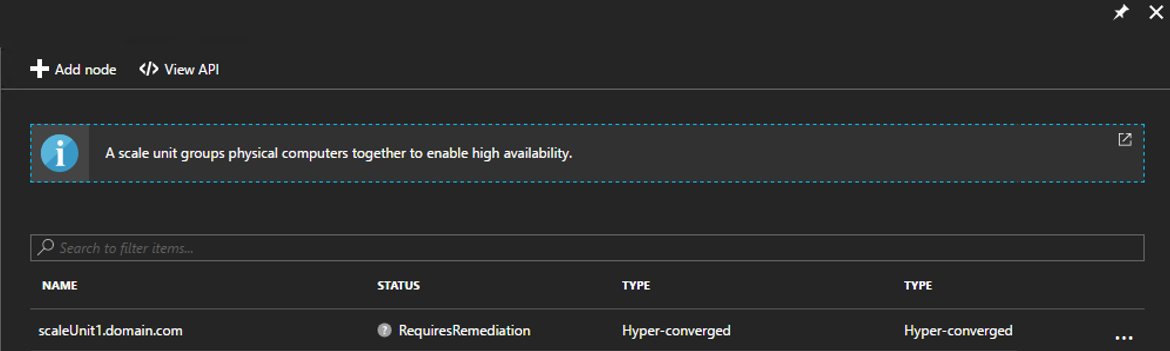 Add node </> View API
A scale unit groups physical computers together to enable high availability.
Search to filter items...
NAME STATUS TYPE TYPE
scaleUnit1.domain.com ? RequiresRemediation Hyper-converged Hyper-converged ...